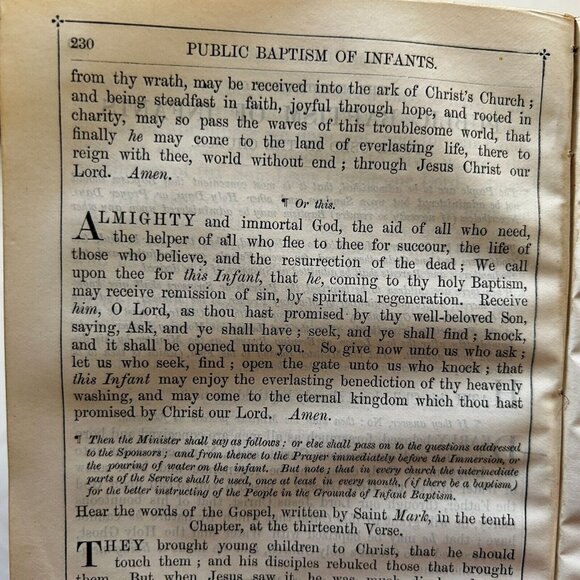 230
PUBLIC BAPTISM OF INFANTS.
from thy wrath, may be received into the ark of Christ's Church;
and being steadfast in faith, joyful through hope, and rooted in
charity, may so pass the waves of this troublesome world, that
finally he may come to the land of everlasting life, there to
reign with thee, world without end; through Jesus Christ our
Lord. Amen.
¶ Or this.
ALMIGHTY and immortal God, the aid of all who need,
the helper of all who flee to thee for succour, the life of
those who believe, and the resurrection of the dead; We call
upon thee for this Infant, that he, coming to thy holy Baptism,
may receive remission of sin, by spiritual regeneration. Receive
him, O Lord, as thou hast promised by thy well-beloved Son,
saying, Ask, and ye shall have; seek, and ye shall find; knock,
and it shall be opened unto you. So give now unto us who ask;
let us who seek, find; open the gate unto us who knock; that
this Infant may enjoy the everlasting benediction of thy heavenly
washing, and may come to the eternal kingdom which thou hast
promised by Christ our Lord. Amen.
¶ Then the Minister shall say as follows; or else shall pass on to the questions addressed
to the Sponsors; and from thence to the Prayer immediately before the Immersion, or
the pouring of water on the infant. But note; that in every church the intermediate
parts of the Service shall be used, once at least in every month, (if there be a baptism)
for the better instructing of the People in the Grounds of Infant Baptism.
Hear the words of the Gospel, written by Saint Mark, in the tenth
Chapter, at the thirteenth Verse.
THEY brought young children to Christ, that he should
touch them; and his disciples rebuked those that brought
them. But when Jesus saw it, he was much